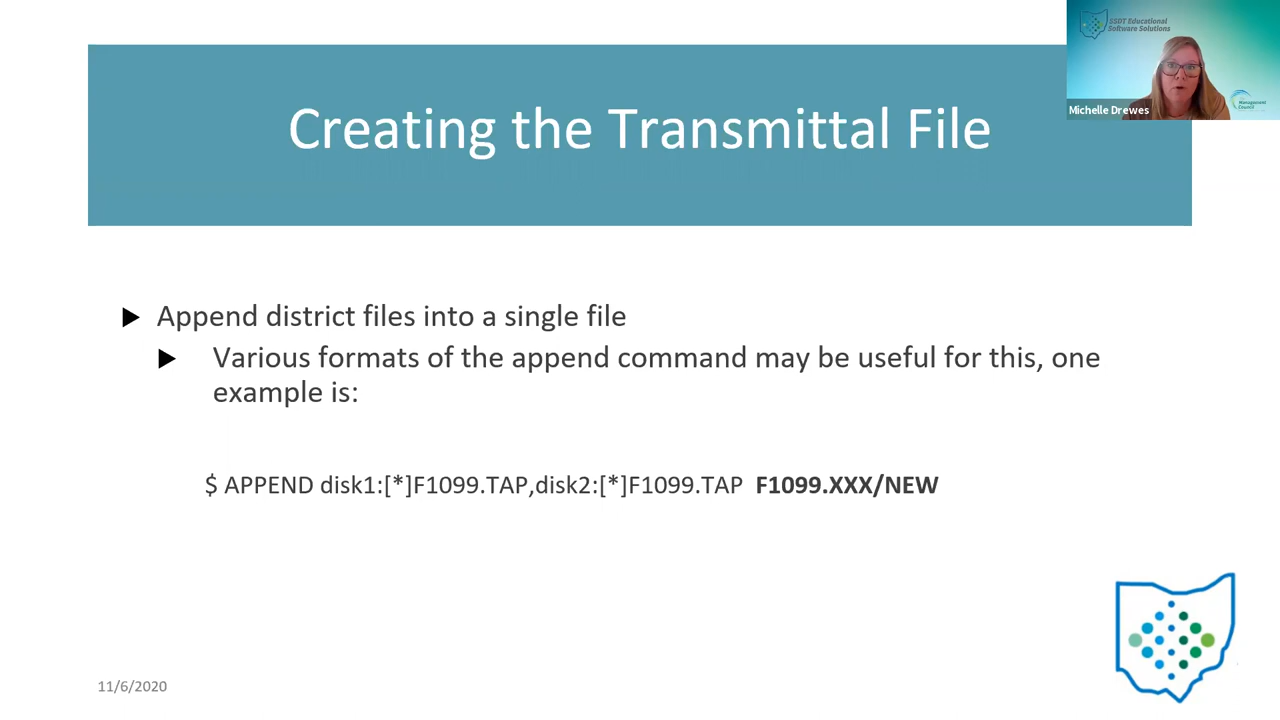 SSDT Educational
Software Solutions
Management
Council
Michelle Drewes
Creating the Transmittal File
Append district files into a single file
Various formats of the append command may be useful for this, one
example is:
$ APPEND disk1:[*]F1099.TAP,disk2:[*]F1099.TAP F1099.XXX/NEW
11/6/2020